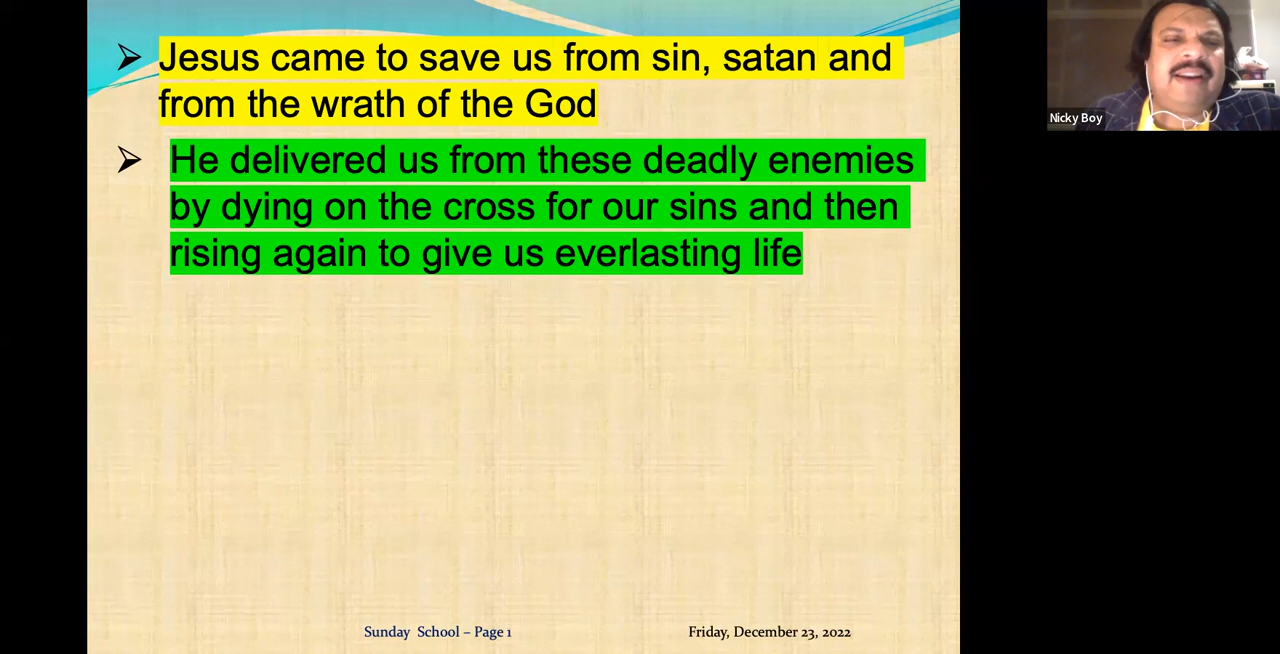 ➢ Jesus came to save us from sin, satan and
from the wrath of the God
➢ He delivered us from these deadly enemies
by dying on the cross for our sins and then
rising again to give us everlasting life
Nicky Boy
Sunday School – Page 1
Friday, December 23, 2022